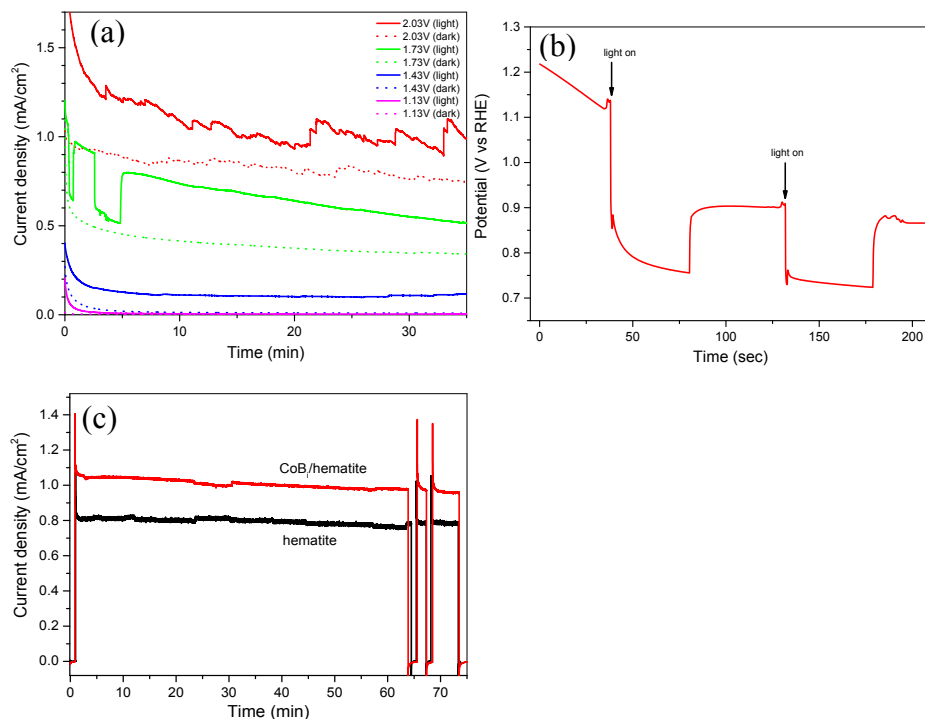 (a)
2.03V (light)
2.03V (dark)
1.73V (light)
1.73V (dark)
1.43V (light)
1.43V (dark)
1.13V (light)
1.13V (dark)
Current density (mA/cm²)
1.5
1.0
0.5
0.0
0 10 20 30
Time (min)
(b)
light on
light on
Potential (V vs RHE)
1.3
1.2
1.1
1.0
0.9
0.8
0.7
0 50 100 150 200
Time (sec)
(c)
CoBᵢ/hematite
hematite
Current density (mA/cm²)
1.4
1.2
1.0
0.8
0.6
0.4
0.2
0.0
0 10 20 30 40 50 60 70
Time (min)